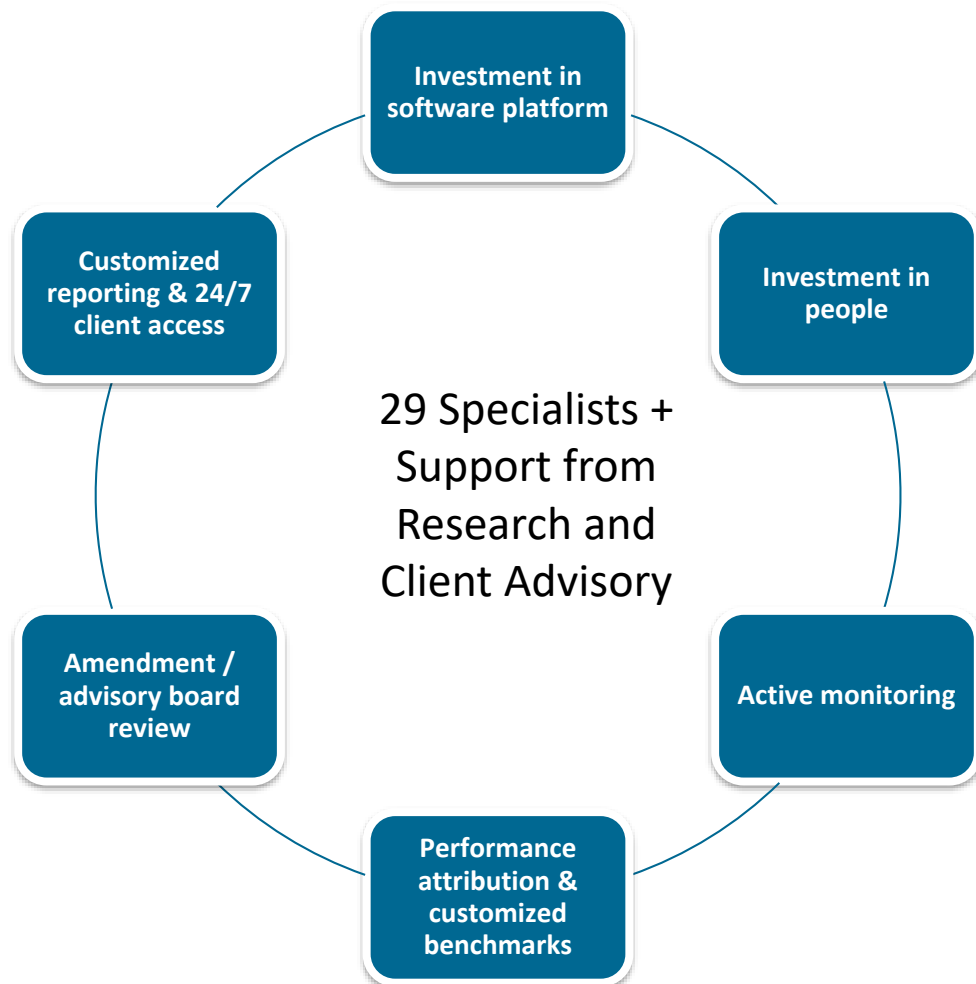 Investment in
software platform
Investment in
people
Active monitoring
Performance
attribution &
customized
benchmarks
Amendment /
advisory board
review
Customized
reporting & 24/7
client access
29 Specialists +
Support from
Research and
Client Advisory